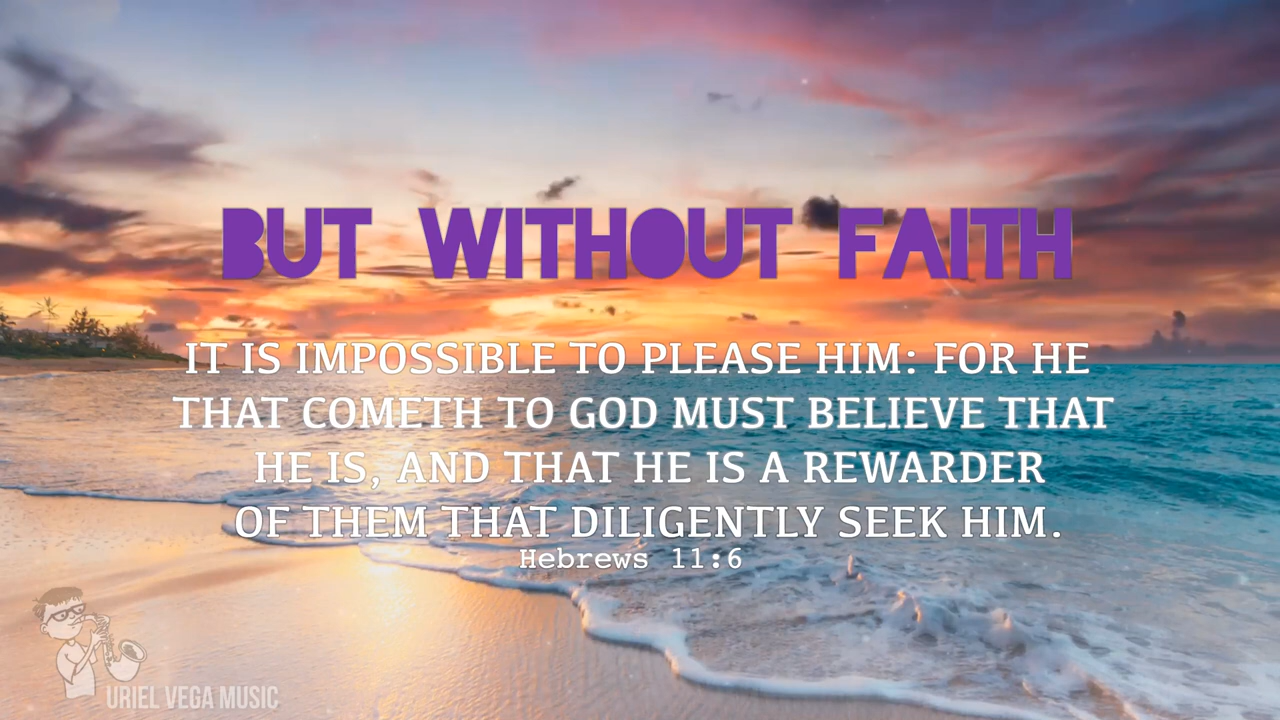 BUT WITHOUT FAITH
IT IS IMPOSSIBLE TO PLEASE HIM: FOR HE
THAT COMETH TO GOD MUST BELIEVE THAT
HE IS, AND THAT HE IS A REWARDER
OF THEM THAT DILIGENTLY SEEK HIM.
Hebrews 11:6
URIEL VEGA MUSIC